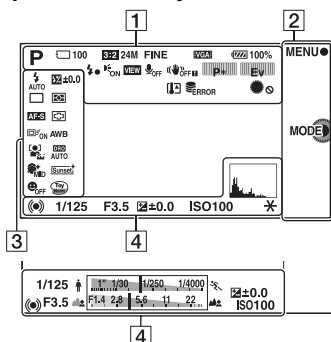 1 2
P 100 3:2 24M FINE VGA 100% MENU
AUTO ±0.0 ON VIEW OFF P* Ev
ERROR
AF-S
ON AWB MODE
DRO AUTO
MID Sunset+
OFF Toy
1/125 F3.5 ±0.0 ISO100
3 4
1/125 1" 1/30 1/250 1/4000 ±0.0
F3.5 F1.4 2.8 5.6 11 22 ISO100
4